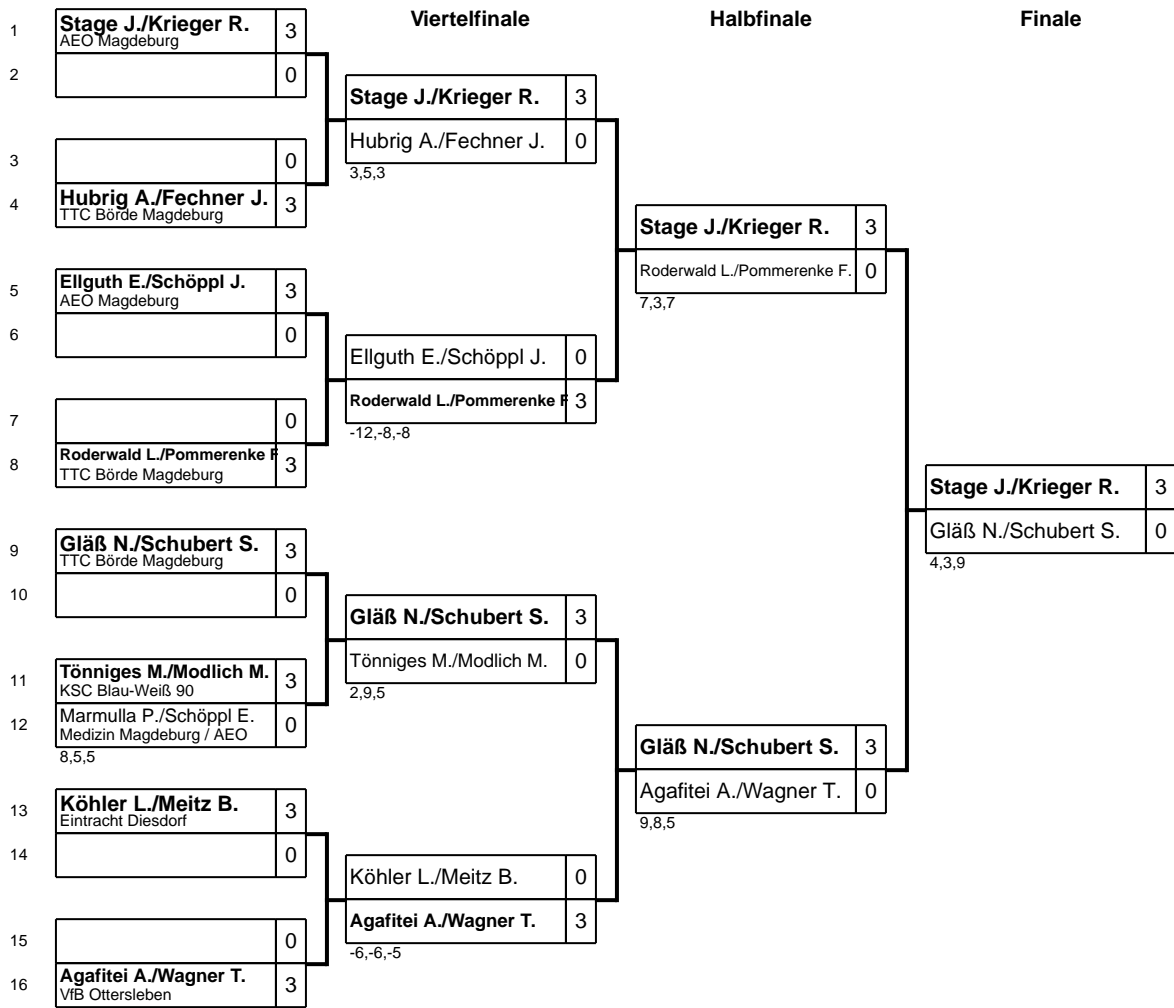 Viertelfinale
Halbfinale
Finale
1
Stage J./Krieger R. 3
AEO Magdeburg
2
0
3
0
4
Hubrig A./Fechner J. 3
TTC Börde Magdeburg
5
Ellguth E./Schöppl J. 3
AEO Magdeburg
6
0
7
0
8
Roderwald L./Pommerenke F 3
TTC Börde Magdeburg
9
Gläß N./Schubert S. 3
TTC Börde Magdeburg
10
0
11
Tönniges M./Modlich M. 3
KSC Blau-Weiß 90
12
Marmulla P./Schöppl E. 0
Medizin Magdeburg / AEO
8,5,5
13
Köhler L./Meitz B. 3
Eintracht Diesdorf
14
0
15
0
16
Agafitei A./Wagner T. 3
VfB Ottersleben
Stage J./Krieger R. 3
Hubrig A./Fechner J. 0
3,5,3
Ellguth E./Schöppl J. 0
Roderwald L./Pommerenke F 3
-12,-8,-8
Gläß N./Schubert S. 3
Tönniges M./Modlich M. 0
2,9,5
Köhler L./Meitz B. 0
Agafitei A./Wagner T. 3
-6,-6,-5
Stage J./Krieger R. 3
Roderwald L./Pommerenke F. 0
7,3,7
Gläß N./Schubert S. 3
Agafitei A./Wagner T. 0
9,8,5
Stage J./Krieger R. 3
Gläß N./Schubert S. 0
4,3,9